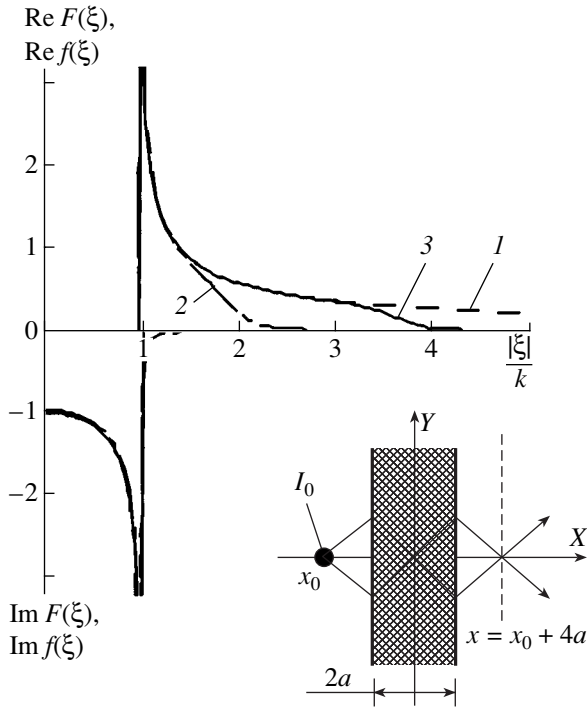 Re F(ξ),
Re f(ξ)
2
1
0
−1
−2
1
2
3
4
|ξ|
k
1
2
3
Im F(ξ),
Im f(ξ)
Y
I₀
X
x₀
x = x₀ + 4a
2a